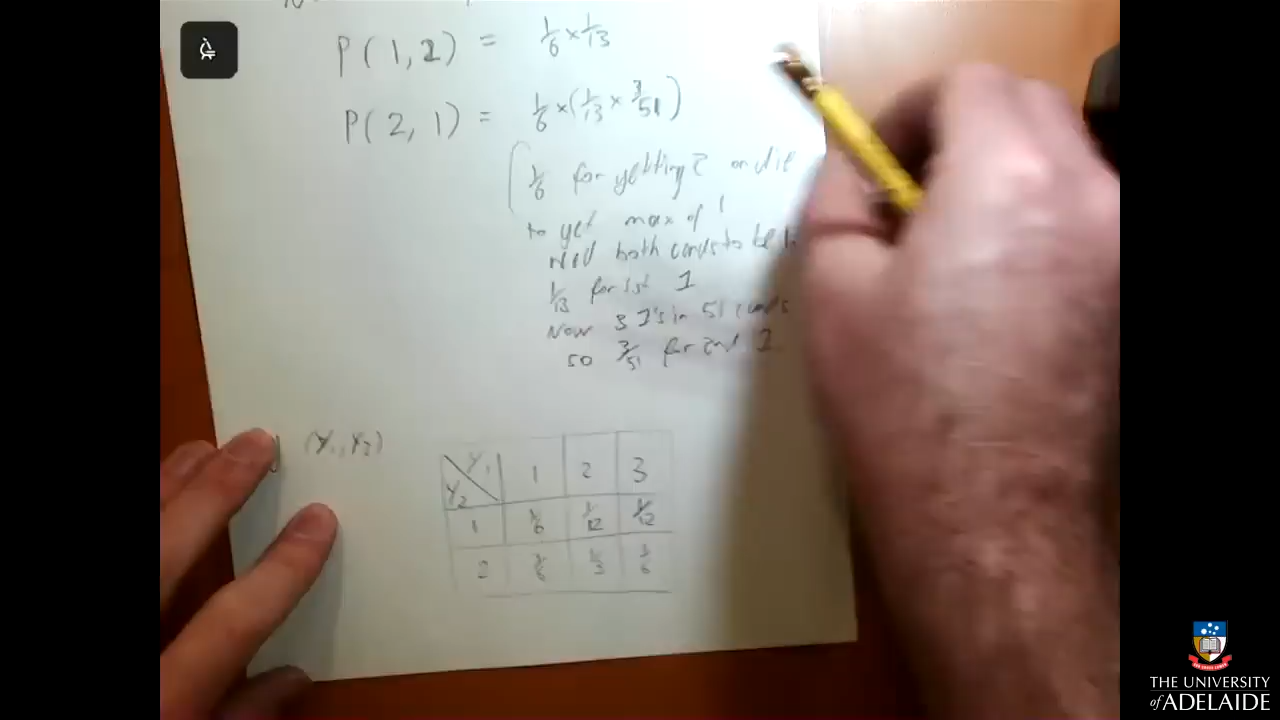 P(1,2) = 1/6 × 1/13
P(2,1) = 1/6 × (1/13 × 3/51)
(1/6 for getting 2 on die
to get max of 1
need both cards to be 1
1/13 for 1st 1
Now 3 1's in 51 cards
so 3/51 for 2nd 1
(Y1,Y2)
Y1 1 2 3
Y2
1 1/6 1/12 1/12
2 1/6 1/3 1/6
THE UNIVERSITY
of ADELAIDE